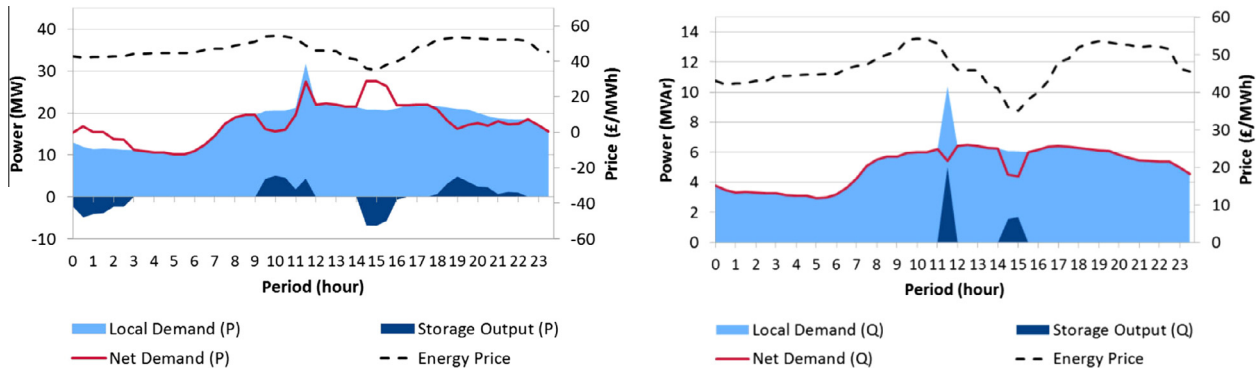 Power (MW)
40
30
20
10
0
-10
60
40
20
0
-20
-40
-60
Price (£/MWh)
0 1 2 3 4 5 6 7 8 9 10 11 12 13 14 15 16 17 18 19 20 21 22 23
Period (hour)
Local Demand (P)
Storage Output (P)
Net Demand (P)
Energy Price
Power (MVAr)
14
12
10
8
6
4
2
0
60
50
40
30
20
10
0
Price (£/MWh)
0 1 2 3 4 5 6 7 8 9 10 11 12 13 14 15 16 17 18 19 20 21 22 23
Period (hour)
Local Demand (Q)
Storage Output (Q)
Net Demand (Q)
Energy Price